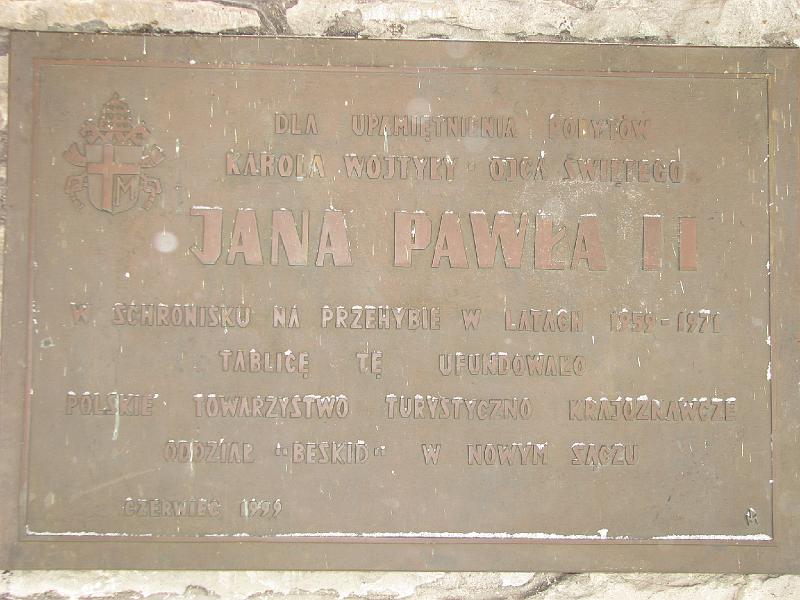 DLA UPAMIĘTNIENIA POBYTÓW
KAROLA WOJTYŁY - OJCA ŚWIĘTEGO
JANA PAWŁA II
W SCHRONISKU NA PRZEHYBIE W LATACH 1959-1971
TABLICĘ TĘ UFUNDOWAŁO
POLSKIE TOWARZYSTWO TURYSTYCZNO KRAJOZNAWCZE
ODDZIAŁ "BESKID" W NOWYM SĄCZU
CZERWIEC 1999
M